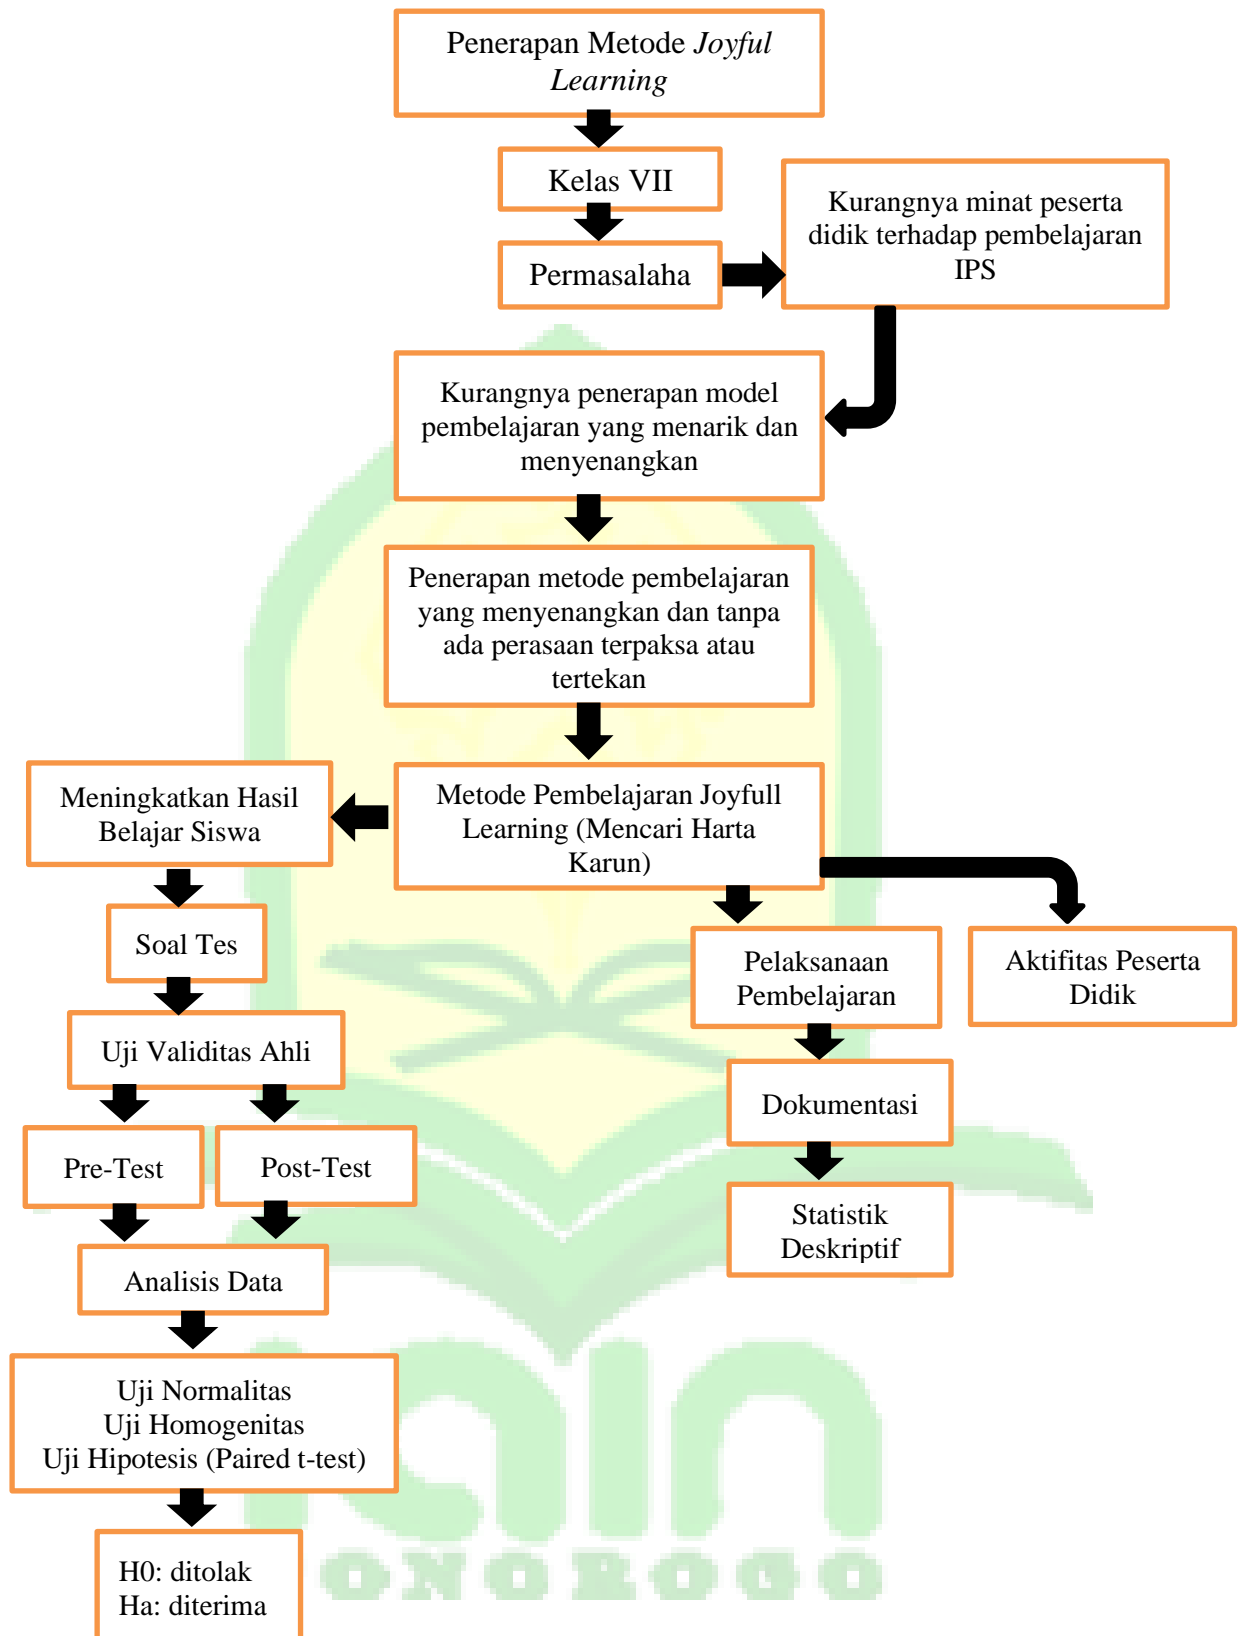 Penerapan Metode Joyful
Learning
Kelas VII
Permasalaha
Kurangnya minat peserta
didik terhadap pembelajaran
IPS
Kurangnya penerapan model
pembelajaran yang menarik dan
menyenangkan
Penerapan metode pembelajaran
yang menyenangkan dan tanpa
ada perasaan terpaksa atau
tertekan
Metode Pembelajaran Joyfull
Learning (Mencari Harta
Karun)
Meningkatkan Hasil
Belajar Siswa
Soal Tes
Uji Validitas Ahli
Pre-Test
Post-Test
Analisis Data
Uji Normalitas
Uji Homogenitas
Uji Hipotesis (Paired t-test)
H0: ditolak
Ha: diterima
Pelaksanaan
Pembelajaran
Dokumentasi
Statistik
Deskriptif
Aktifitas Peserta
Didik
iain
ONOROGO